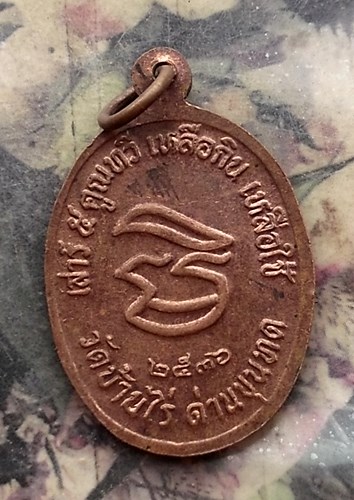 เสาร์ ๕ คูณทวี เหลือกิน เหลือใช้
๒๕๓๖
วัดบ้านไร่ ด่านขุนทด